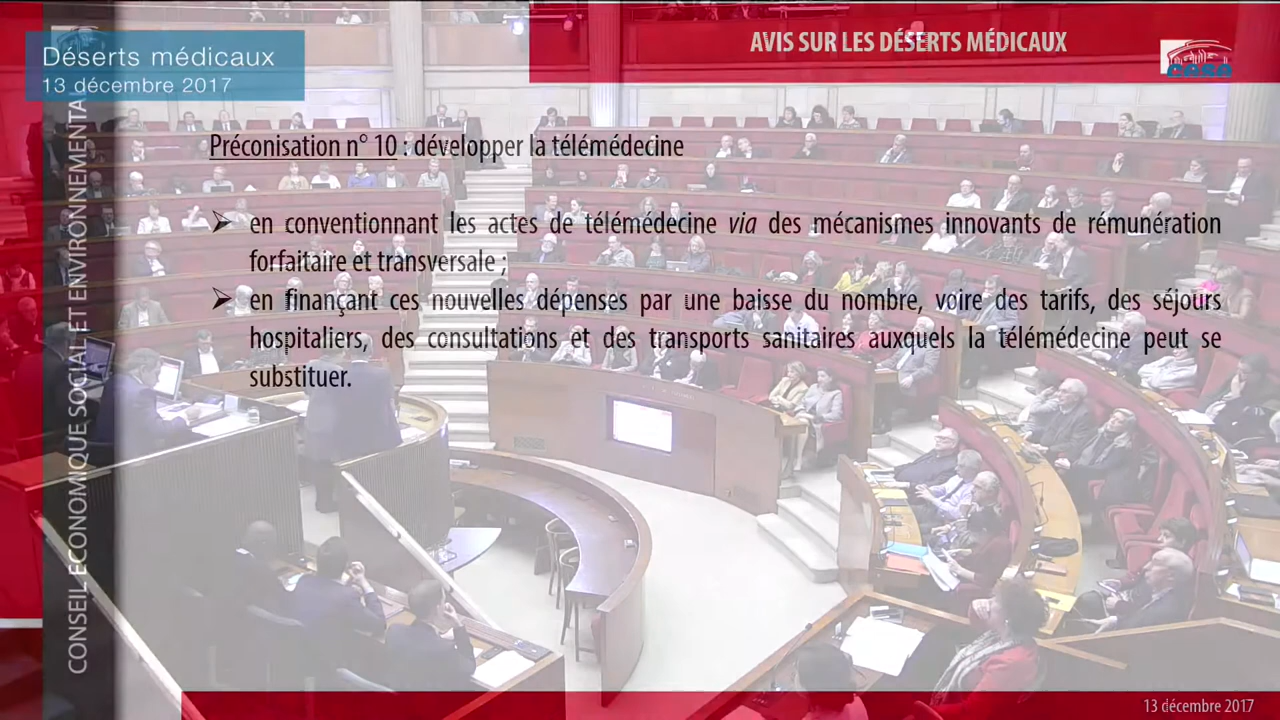 AVIS SUR LES DÉSERTS MÉDICAUX
Déserts médicaux
13 décembre 2017
CONSEIL ECONOMIQUE SOCIAL ET ENVIRONNEMENTAL
Préconisation n° 10 : développer la télémédecine
➢ en conventionnant les actes de télémédecine via des mécanismes innovants de rémunération
forfaitaire et transversale ;
➢ en finançant ces nouvelles dépenses par une baisse du nombre, voire des tarifs, des séjours
hospitaliers, des consultations et des transports sanitaires auxquels la télémédecine peut se
substituer.
13 décembre 2017